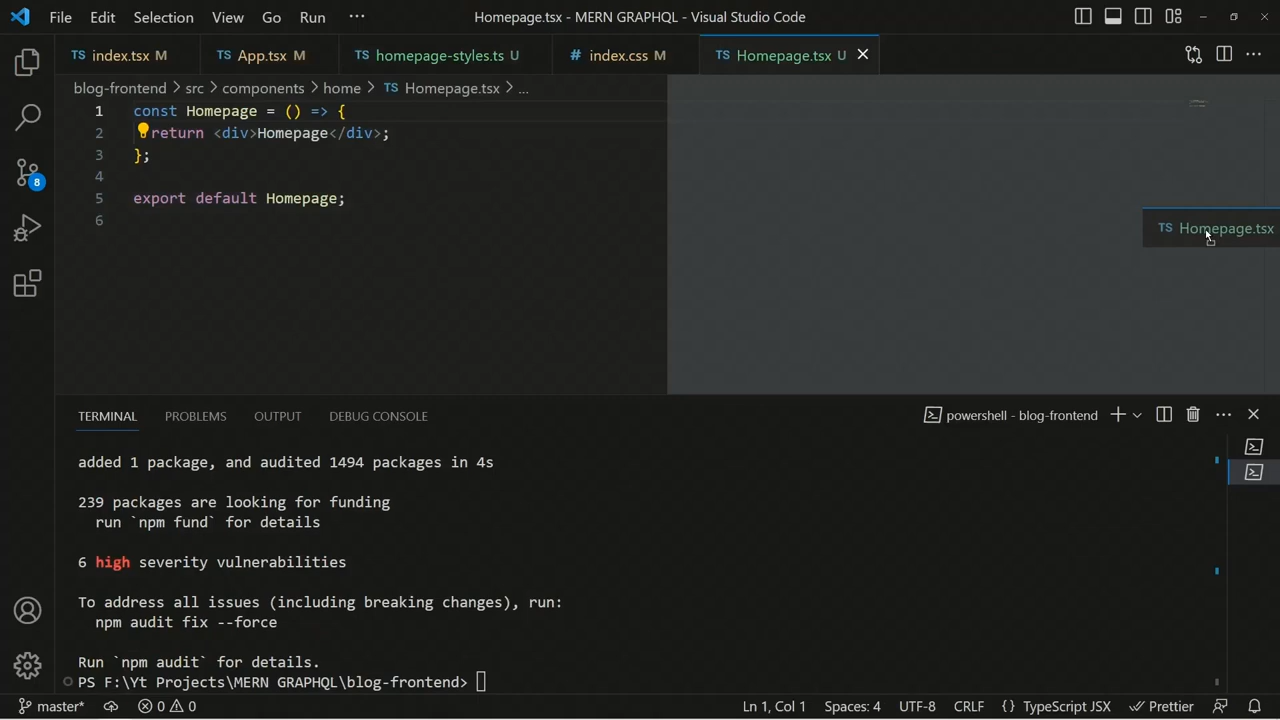 File Edit Selection View Go Run ··· Homepage.tsx - MERN GRAPHQL - Visual Studio Code
TS index.tsx M TS App.tsx M TS homepage-styles.ts U # index.css M TS Homepage.tsx U
blog-frontend > src > components > home > TS Homepage.tsx > ...
1 const Homepage = () => {
2 return <div>Homepage</div>;
3 };
4
5 export default Homepage;
6
TS Homepage.tsx
8
TERMINAL PROBLEMS OUTPUT DEBUG CONSOLE powershell - blog-frontend
added 1 package, and audited 1494 packages in 4s
239 packages are looking for funding
run `npm fund` for details
6 high severity vulnerabilities
To address all issues (including breaking changes), run:
npm audit fix --force
Run `npm audit` for details.
PS F:\Yt Projects\MERN GRAPHQL\blog-frontend>
master* 0 0 Ln 1, Col 1 Spaces: 4 UTF-8 CRLF {} TypeScript JSX Prettier